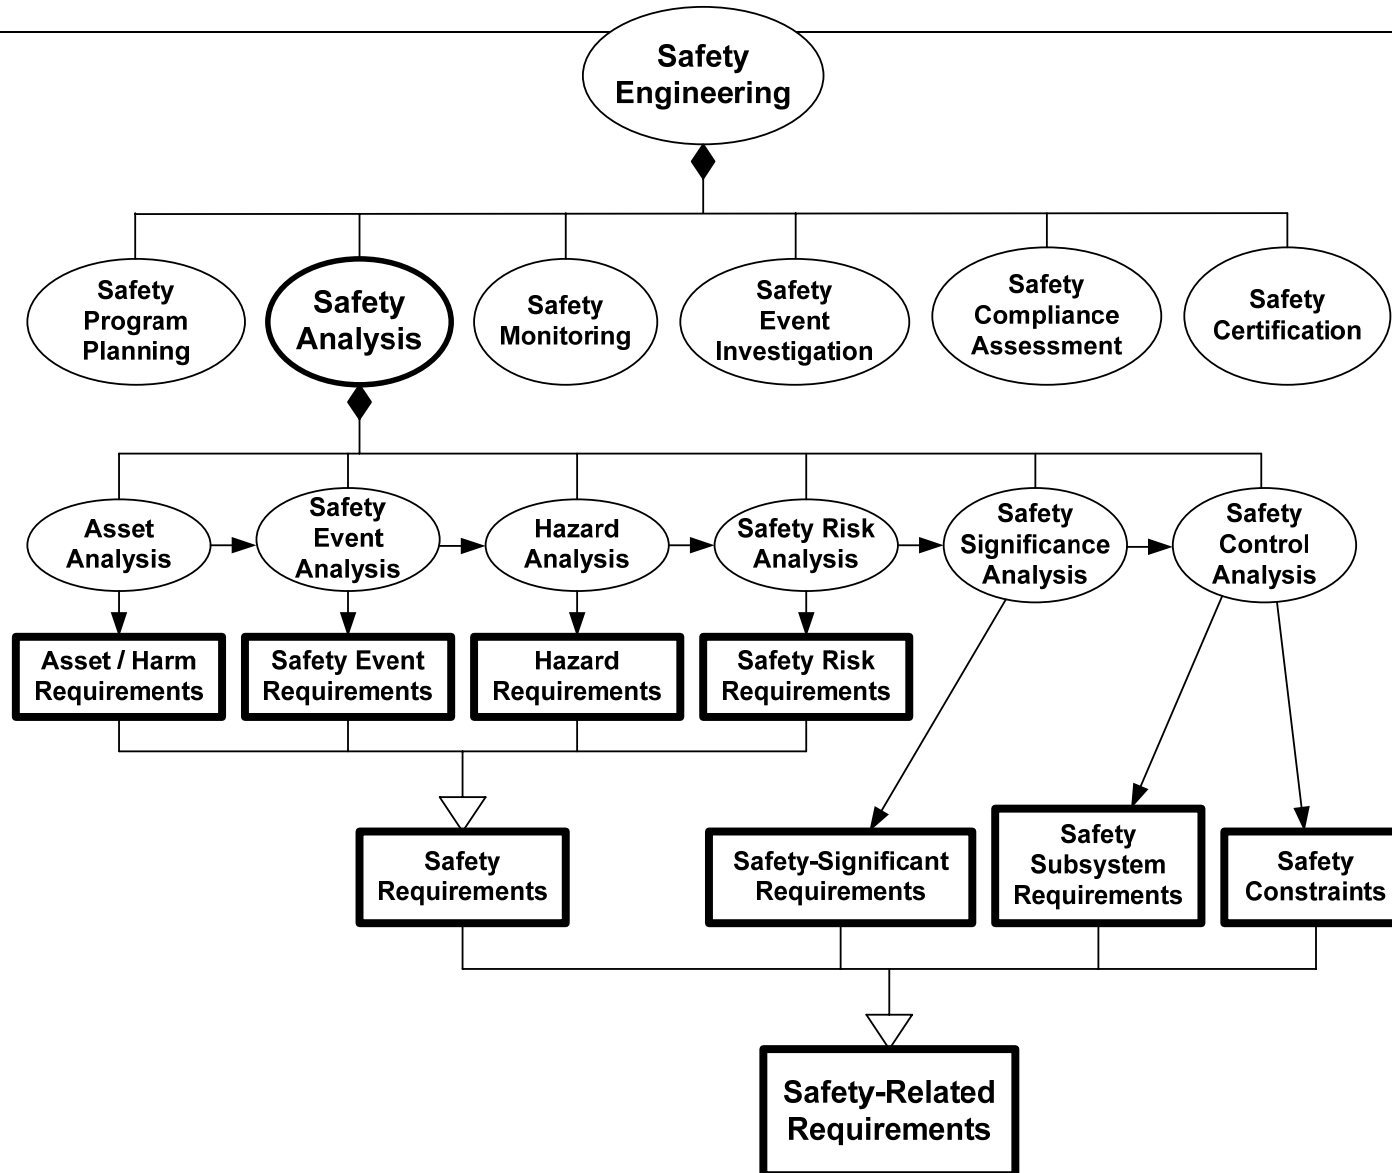 Safety
Engineering
Safety
Program
Planning
Safety
Analysis
Safety
Monitoring
Safety
Event
Investigation
Safety
Compliance
Assessment
Safety
Certification
Asset
Analysis
Safety
Event
Analysis
Hazard
Analysis
Safety Risk
Analysis
Safety
Significance
Analysis
Safety
Control
Analysis
Asset / Harm
Requirements
Safety Event
Requirements
Hazard
Requirements
Safety Risk
Requirements
Safety
Requirements
Safety-Significant
Requirements
Safety
Subsystem
Requirements
Safety
Constraints
Safety-Related
Requirements